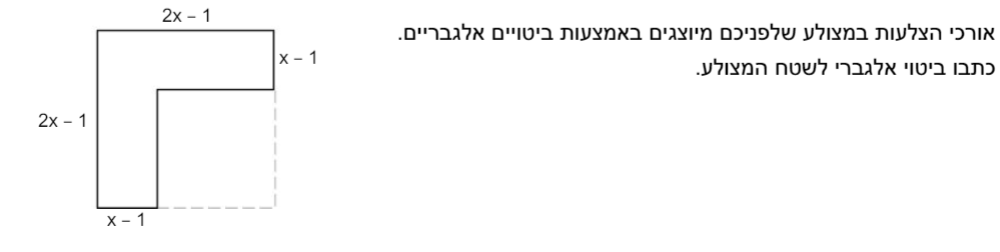 אורכי הצלעות במצולע שלפניכם מיוצגים באמצעות ביטויים אלגבריים.
כתבו ביטוי אלגברי לשטח המצולע.
2x – 1
x – 1
2x – 1
x – 1